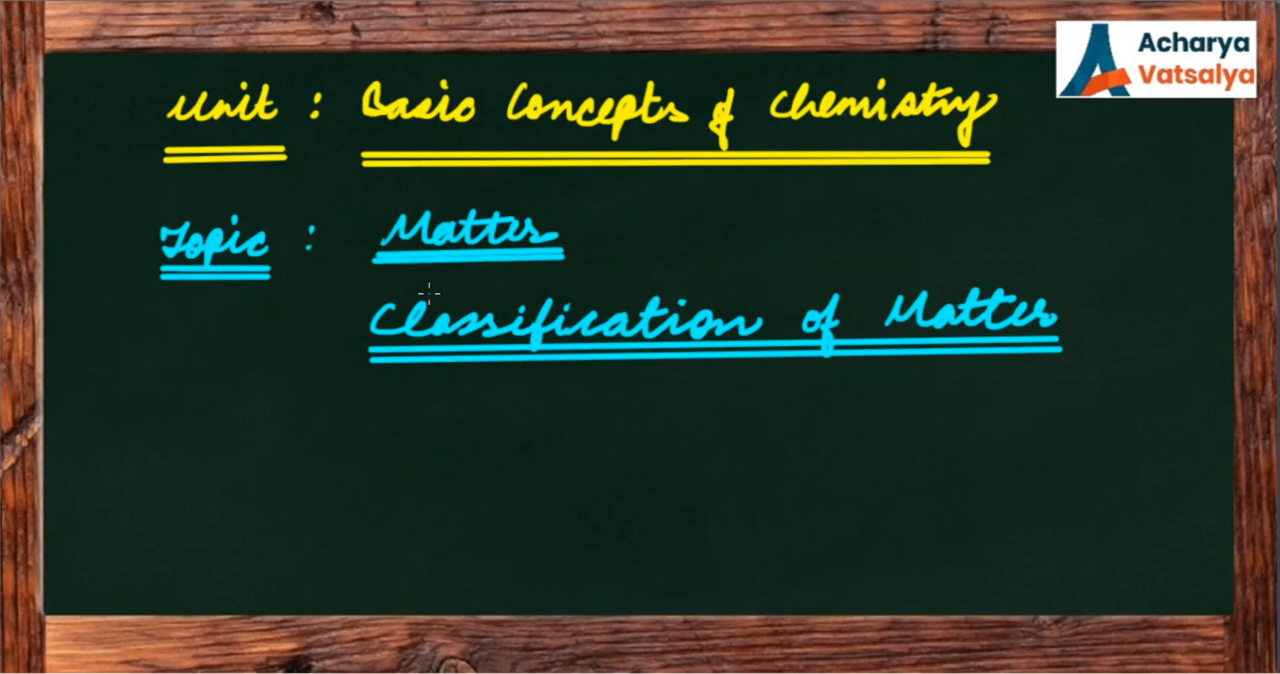 Acharya
Vatsalya
Unit : Basic Concepts of Chemistry
Topic : Matter
Classification of Matter